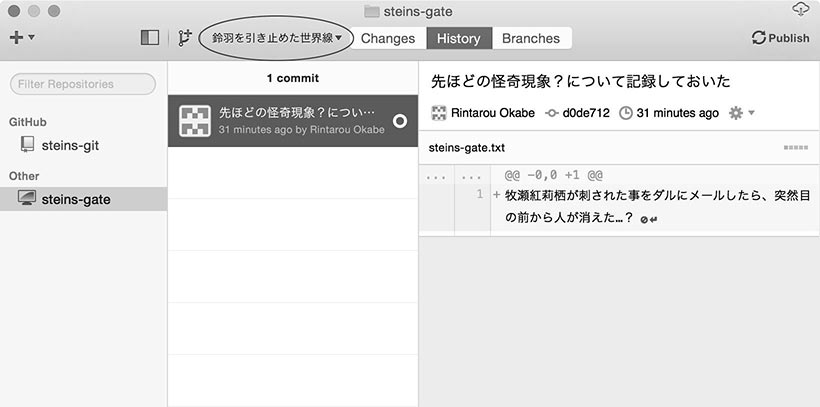 steins-gate
鈴羽を引き止めた世界線
Changes
History
Branches
Publish
Filter Repositories
GitHub
steins-git
Other
steins-gate
1 commit
先ほどの怪奇現象？につい…
31 minutes ago by Rintarou Okabe
先ほどの怪奇現象？について記録しておいた
Rintarou Okabe d0de712 31 minutes ago
steins-gate.txt
... ... @@ -0,0 +1 @@
1 + 牧瀬紅莉栖が刺された事をダルにメールしたら、突然目
の前から人が消えた…？